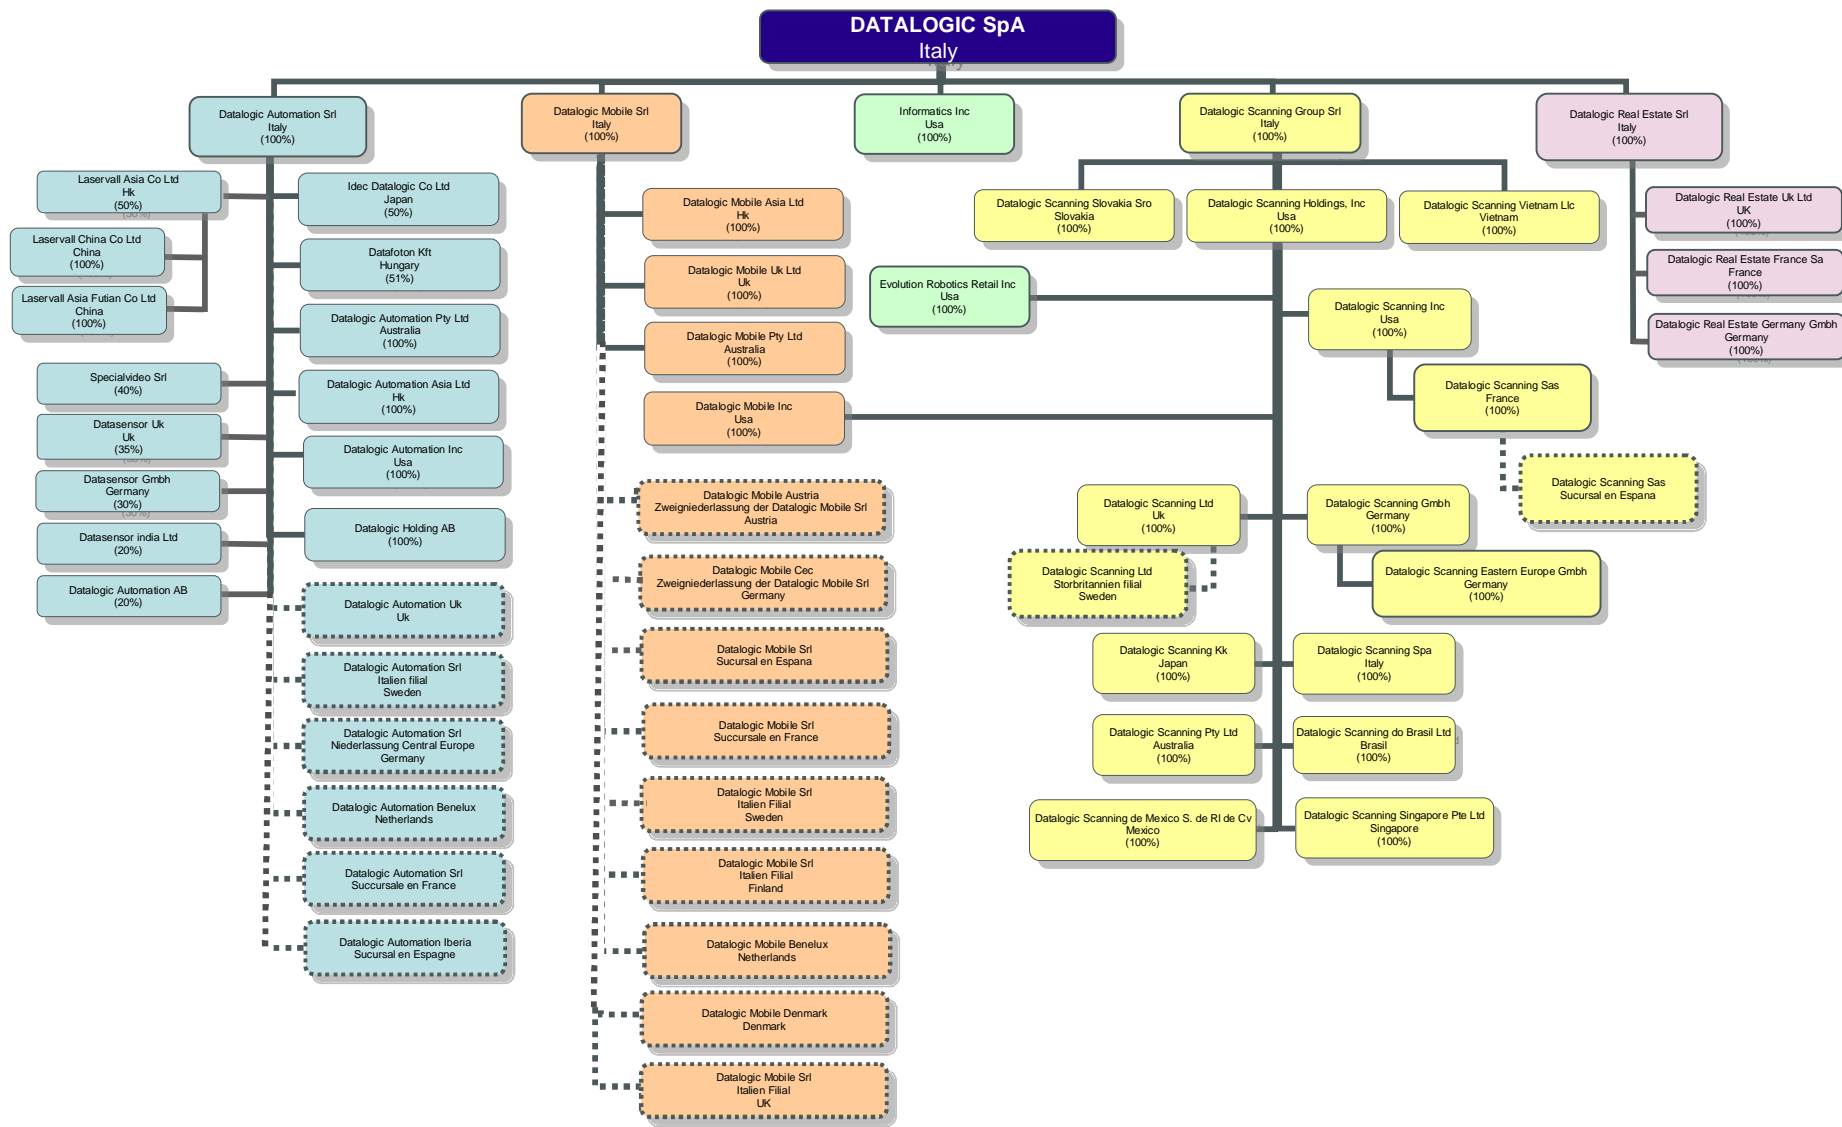 DATALOGIC SpA
Italy
Datalogic Automation Srl
Italy
(100%)
Datalogic Mobile Srl
Italy
(100%)
Informatics Inc
Usa
(100%)
Datalogic Scanning Group Srl
Italy
(100%)
Datalogic Real Estate Srl
Italy
(100%)
Laservall Asia Co Ltd
Hk
(50%)
Laservall China Co Ltd
China
(100%)
Laservall Asia Futian Co Ltd
China
(100%)
Specialvideo Srl
(40%)
Datasensor Uk
Uk
(35%)
Datasensor Gmbh
Germany
(30%)
Datasensor india Ltd
(20%)
Datalogic Automation AB
(20%)
Idec Datalogic Co Ltd
Japan
(50%)
Datafoton Kft
Hungary
(51%)
Datalogic Automation Pty Ltd
Australia
(100%)
Datalogic Automation Asia Ltd
Hk
(100%)
Datalogic Automation Inc
Usa
(100%)
Datalogic Holding AB
(100%)
Datalogic Automation Uk
Uk
Datalogic Automation Srl
Italien filial
Sweden
Datalogic Automation Srl
Niederlassung Central Europe
Germany
Datalogic Automation Benelux
Netherlands
Datalogic Automation Srl
Succursale en France
Datalogic Automation Iberia
Sucursal en Espagne
Datalogic Mobile Asia Ltd
Hk
(100%)
Datalogic Mobile Uk Ltd
Uk
(100%)
Datalogic Mobile Pty Ltd
Australia
(100%)
Datalogic Mobile Inc
Usa
(100%)
Datalogic Mobile Austria
Zweigniederlassung der Datalogic Mobile Srl
Austria
Datalogic Mobile Cec
Zweigniederlassung der Datalogic Mobile Srl
Germany
Datalogic Mobile Srl
Sucursal en Espana
Datalogic Mobile Srl
Succursale en France
Datalogic Mobile Srl
Italien Filial
Sweden
Datalogic Mobile Srl
Italien Filial
Finland
Datalogic Mobile Benelux
Netherlands
Datalogic Mobile Denmark
Denmark
Datalogic Mobile Srl
Italien Filial
UK
Datalogic Scanning Slovakia Sro
Slovakia
(100%)
Datalogic Scanning Holdings, Inc
Usa
(100%)
Datalogic Scanning Vietnam Llc
Vietnam
(100%)
Evolution Robotics Retail Inc
Usa
(100%)
Datalogic Scanning Inc
Usa
(100%)
Datalogic Scanning Sas
France
(100%)
Datalogic Scanning Sas
Sucursal en Espana
Datalogic Scanning Ltd
Uk
(100%)
Datalogic Scanning Ltd
Storbritannien filial
Sweden
Datalogic Scanning Gmbh
Germany
(100%)
Datalogic Scanning Eastern Europe Gmbh
Germany
(100%)
Datalogic Scanning Kk
Japan
(100%)
Datalogic Scanning Spa
Italy
(100%)
Datalogic Scanning Pty Ltd
Australia
(100%)
Datalogic Scanning do Brasil Ltd
Brasil
(100%)
Datalogic Scanning de Mexico S. de Rl de Cv
Mexico
(100%)
Datalogic Scanning Singapore Pte Ltd
Singapore
(100%)
Datalogic Real Estate Uk Ltd
UK
(100%)
Datalogic Real Estate France Sa
France
(100%)
Datalogic Real Estate Germany Gmbh
Germany
(100%)